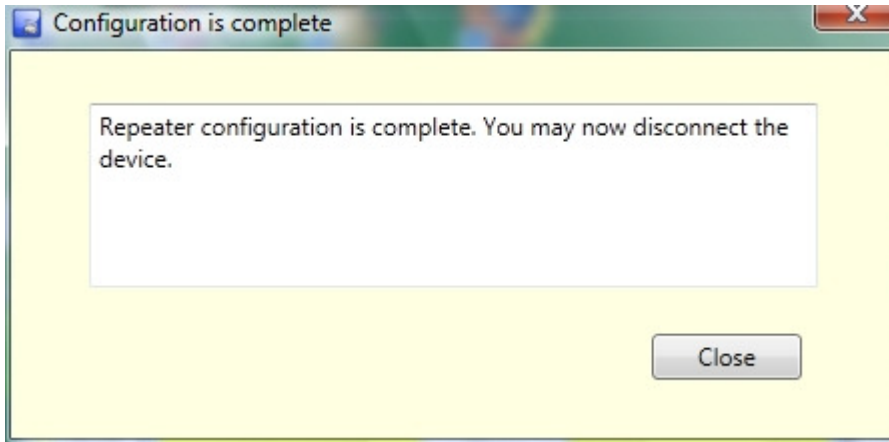 Configuration is complete
Repeater configuration is complete. You may now disconnect the
device.
Close